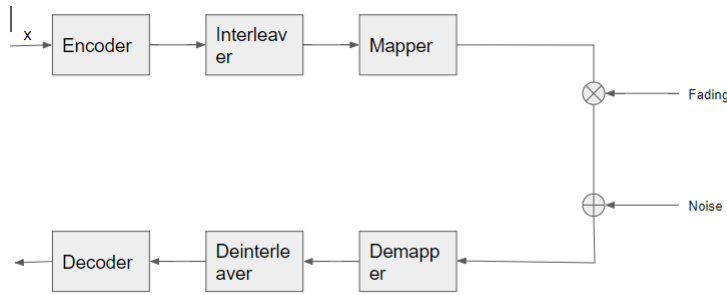 x
Encoder
Interleav
er
Mapper
Fading
Noise
Decoder
Deinterle
aver
Demapp
er